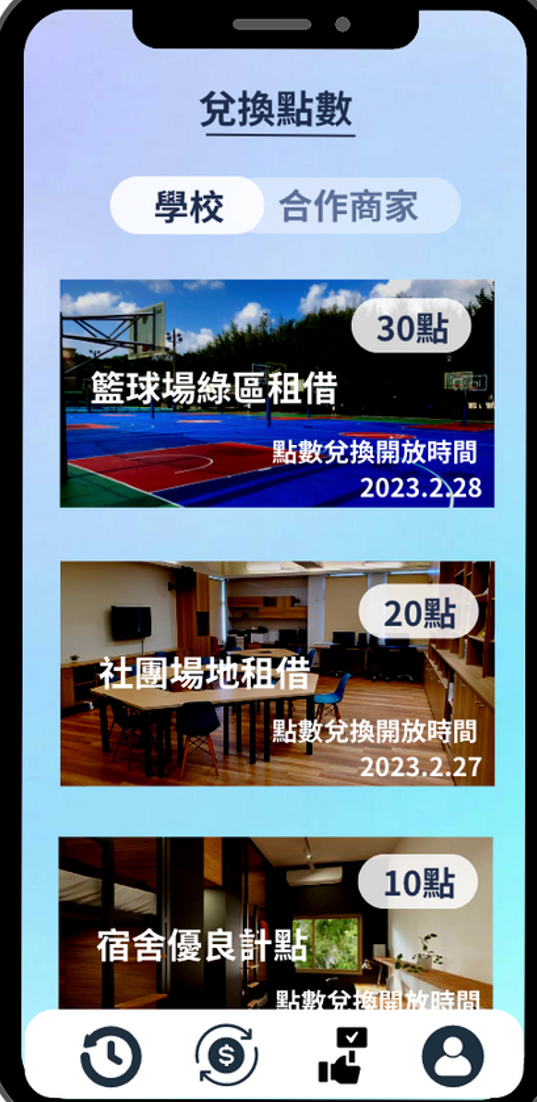 兌換點數
學校
合作商家
30點
籃球場綠區租借
點數兌換開放時間
2023.2.28
20點
社團場地租借
點數兌換開放時間
2023.2.27
10點
宿舍優良計點
點數兌換開放時間
$